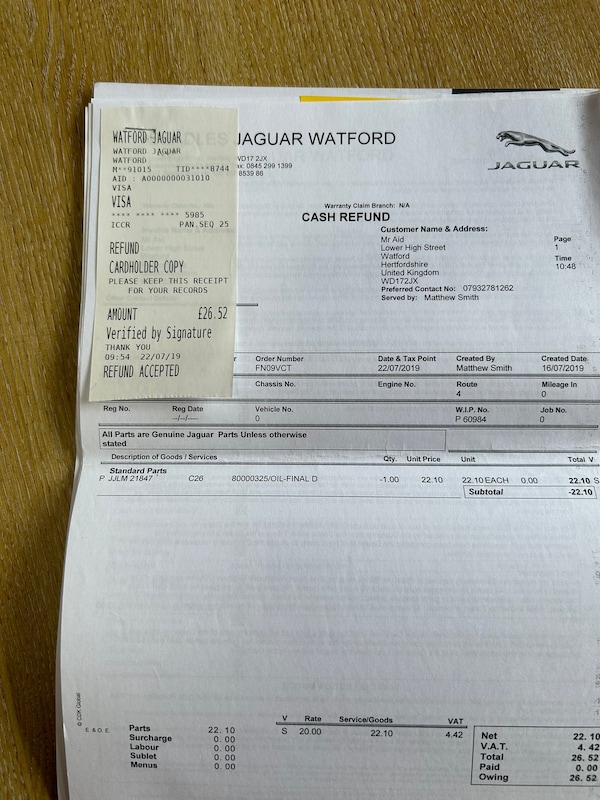 WATFORD JAGUAR
WATFORD JAGUAR
WATFORD
M**91015 TID****8744
AID : A0000000031010
VISA
VISA
**** **** **** 5985
ICCR PAN.SEQ 25
REFUND
CARDHOLDER COPY
PLEASE KEEP THIS RECEIPT
FOR YOUR RECORDS
AMOUNT £26.52
Verified by Signature
THANK YOU
09:54 22/07/19
REFUND ACCEPTED
JAGUAR WATFORD
WD17 2JX
ax: 0845 299 1399
8539 86
JAGUAR
Warranty Claim Branch: N/A
CASH REFUND
Customer Name & Address:
Mr Aid
Lower High Street
Watford
Hertfordshire
United Kingdom
WD172JX
Preferred Contact No: 07932781262
Served by: Matthew Smith
Page
1
Time
10:48
r Order Number Date & Tax Point Created By Created Date
FN09VCT 22/07/2019 Matthew Smith 16/07/2019
Chassis No. Engine No. Route Mileage In
4 0
Reg No. Reg Date Vehicle No. W.I.P. No. Job No.
--/--/-- 0 P 60984 0
All Parts are Genuine Jaguar Parts Unless otherwise
stated
Description of Goods / Services Qty. Unit Price Unit Total V
Standard Parts
P JJLM 21847 C26 80000325/OIL-FINAL D -1.00 22.10 22.10 EACH 0.00 22.10 S
Subtotal -22.10
© CDK Global
E. & O. E.
Parts 22.10
Surcharge 0.00
Labour 0.00
Sublet 0.00
Menus 0.00
V Rate Service/Goods VAT
S 20.00 22.10 4.42
Net 22.10
V.A.T. 4.42
Total 26.52
Paid 0.00
Owing 26.52